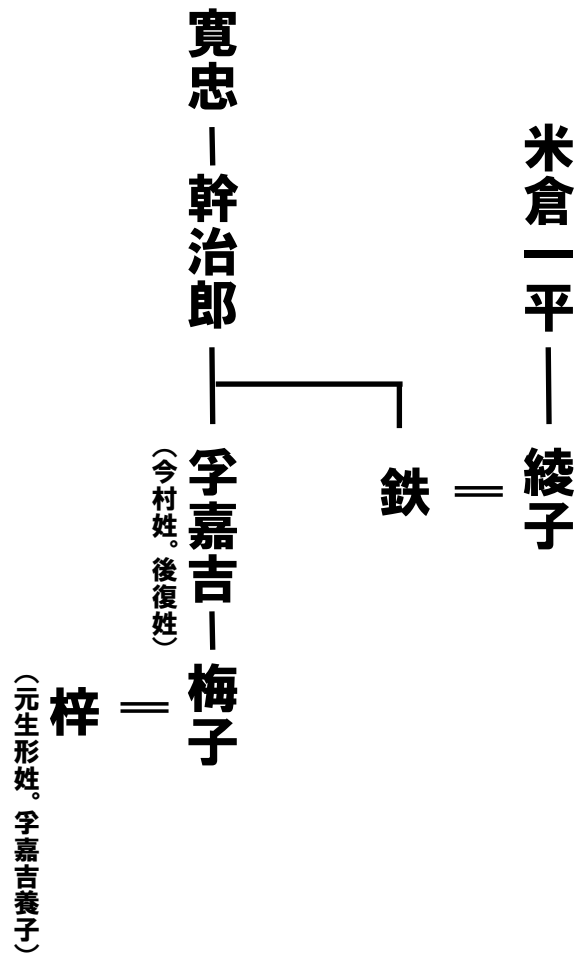 米倉一平
綾子
鉄
寛忠
幹治郎
孚嘉吉
（今村姓。後復姓）
梅子
梓
（元生形姓。孚嘉吉養子）